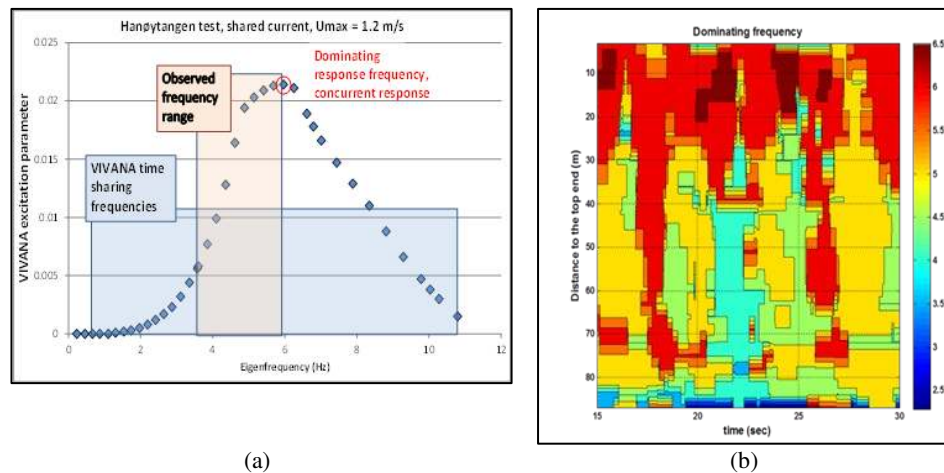 Hanøytangen test, shared current, Umax = 1.2 m/s
0.025
0.02
0.015
0.01
0.005
0
VIVANA excitation parameter
Observed
frequency
range
Dominating
response frequency,
concurrent response
VIVANA time
sharing
frequencies
0 2 4 6 8 10 12
Eigenfrequency (Hz)
(a)
Dominating frequency
10
20
30
40
50
60
70
80
Distance to the top end (m)
15 20 25 30
time (sec)
6.5
6
5.5
5
4.5
4
3.5
3
2.5
(b)